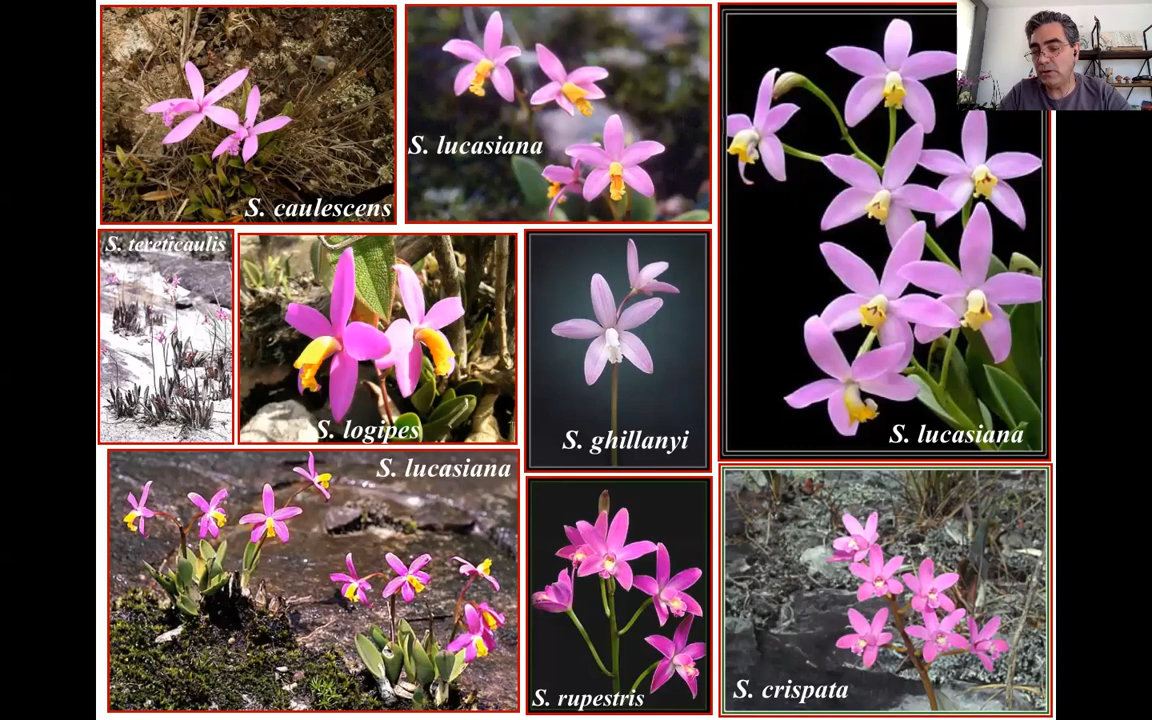 S. caulescens
S. lucasiana
S. lucasiana
S. tereticaulis
S. logipes
S. ghillanyi
S. lucasiana
S. rupestris
S. crispata